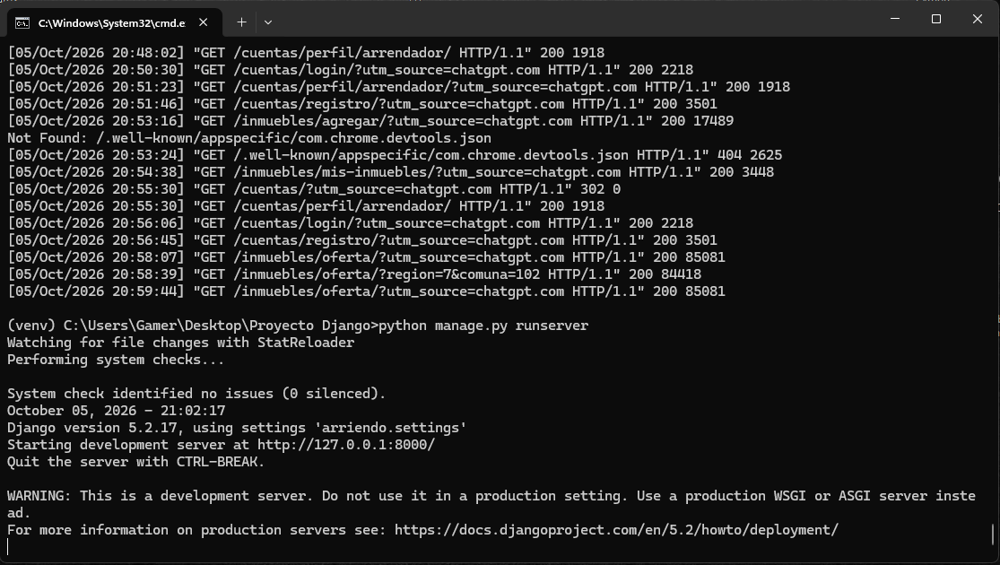 C:\Windows\System32\cmd.e
[05/Oct/2026 20:48:02] "GET /cuentas/perfil/arrendador/ HTTP/1.1" 200 1918
[05/Oct/2026 20:50:30] "GET /cuentas/login/?utm_source=chatgpt.com HTTP/1.1" 200 2218
[05/Oct/2026 20:51:23] "GET /cuentas/perfil/arrendador/?utm_source=chatgpt.com HTTP/1.1" 200 1918
[05/Oct/2026 20:51:46] "GET /cuentas/registro/?utm_source=chatgpt.com HTTP/1.1" 200 3501
[05/Oct/2026 20:53:16] "GET /inmuebles/agregar/?utm_source=chatgpt.com HTTP/1.1" 200 17489
Not Found: /.well-known/appspecific/com.chrome.devtools.json
[05/Oct/2026 20:53:24] "GET /.well-known/appspecific/com.chrome.devtools.json HTTP/1.1" 404 2625
[05/Oct/2026 20:54:38] "GET /inmuebles/mis-inmuebles/?utm_source=chatgpt.com HTTP/1.1" 200 3448
[05/Oct/2026 20:55:30] "GET /cuentas/?utm_source=chatgpt.com HTTP/1.1" 302 0
[05/Oct/2026 20:55:30] "GET /cuentas/perfil/arrendador/ HTTP/1.1" 200 1918
[05/Oct/2026 20:56:06] "GET /cuentas/login/?utm_source=chatgpt.com HTTP/1.1" 200 2218
[05/Oct/2026 20:56:45] "GET /cuentas/registro/?utm_source=chatgpt.com HTTP/1.1" 200 3501
[05/Oct/2026 20:58:07] "GET /inmuebles/oferta/?utm_source=chatgpt.com HTTP/1.1" 200 85081
[05/Oct/2026 20:58:39] "GET /inmuebles/oferta/?region=7&comuna=102 HTTP/1.1" 200 84418
[05/Oct/2026 20:59:44] "GET /inmuebles/oferta/?utm_source=chatgpt.com HTTP/1.1" 200 85081
(venv) C:\Users\Gamer\Desktop\Proyecto Django>python manage.py runserver
Watching for file changes with StatReloader
Performing system checks...
System check identified no issues (0 silenced).
October 05, 2026 - 21:02:17
Django version 5.2.17, using settings 'arriendo.settings'
Starting development server at http://127.0.0.1:8000/
Quit the server with CTRL-BREAK.
WARNING: This is a development server. Do not use it in a production setting. Use a production WSGI or ASGI server inste
ad.
For more information on production servers see: https://docs.djangoproject.com/en/5.2/howto/deployment/